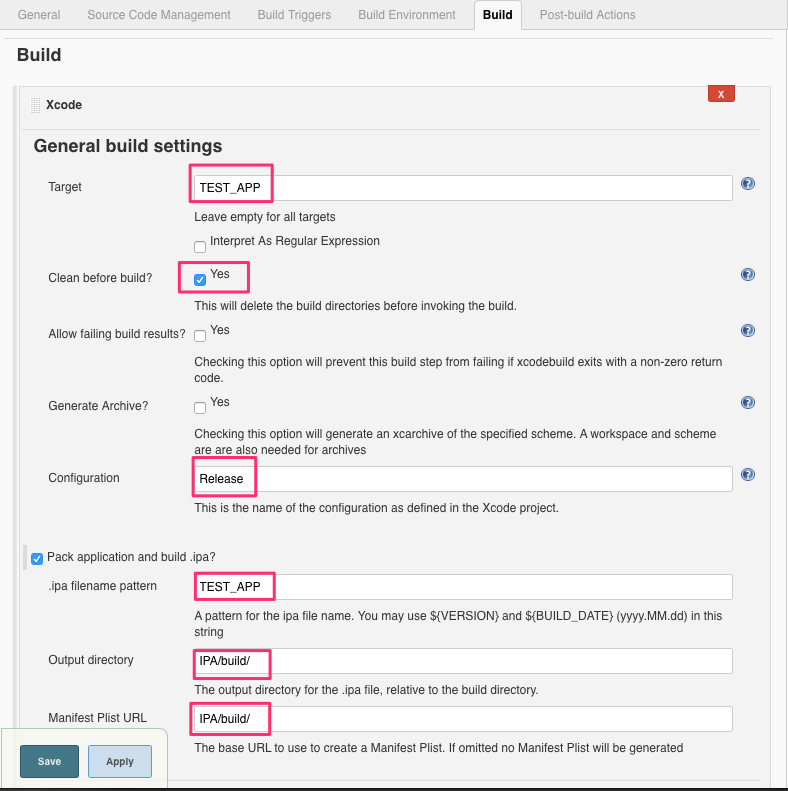 General Source Code Management Build Triggers Build Environment Build Post-build Actions
Build
Xcode
X
General build settings
Target TEST_APP ?
Leave empty for all targets
Interpret As Regular Expression
Clean before build? Yes ?
This will delete the build directories before invoking the build.
Allow failing build results? Yes ?
Checking this option will prevent this build step from failing if xcodebuild exits with a non-zero return
code.
Generate Archive? Yes ?
Checking this option will generate an xcarchive of the specified scheme. A workspace and scheme
are are also needed for archives
Configuration Release ?
This is the name of the configuration as defined in the Xcode project.
Pack application and build .ipa?
.ipa filename pattern TEST_APP
A pattern for the ipa file name. You may use ${VERSION} and ${BUILD_DATE} (yyyy.MM.dd) in this
string
Output directory IPA/build/
The output directory for the .ipa file, relative to the build directory.
Manifest Plist URL IPA/build/
The base URL to use to create a Manifest Plist. If omitted no Manifest Plist will be generated
Save Apply